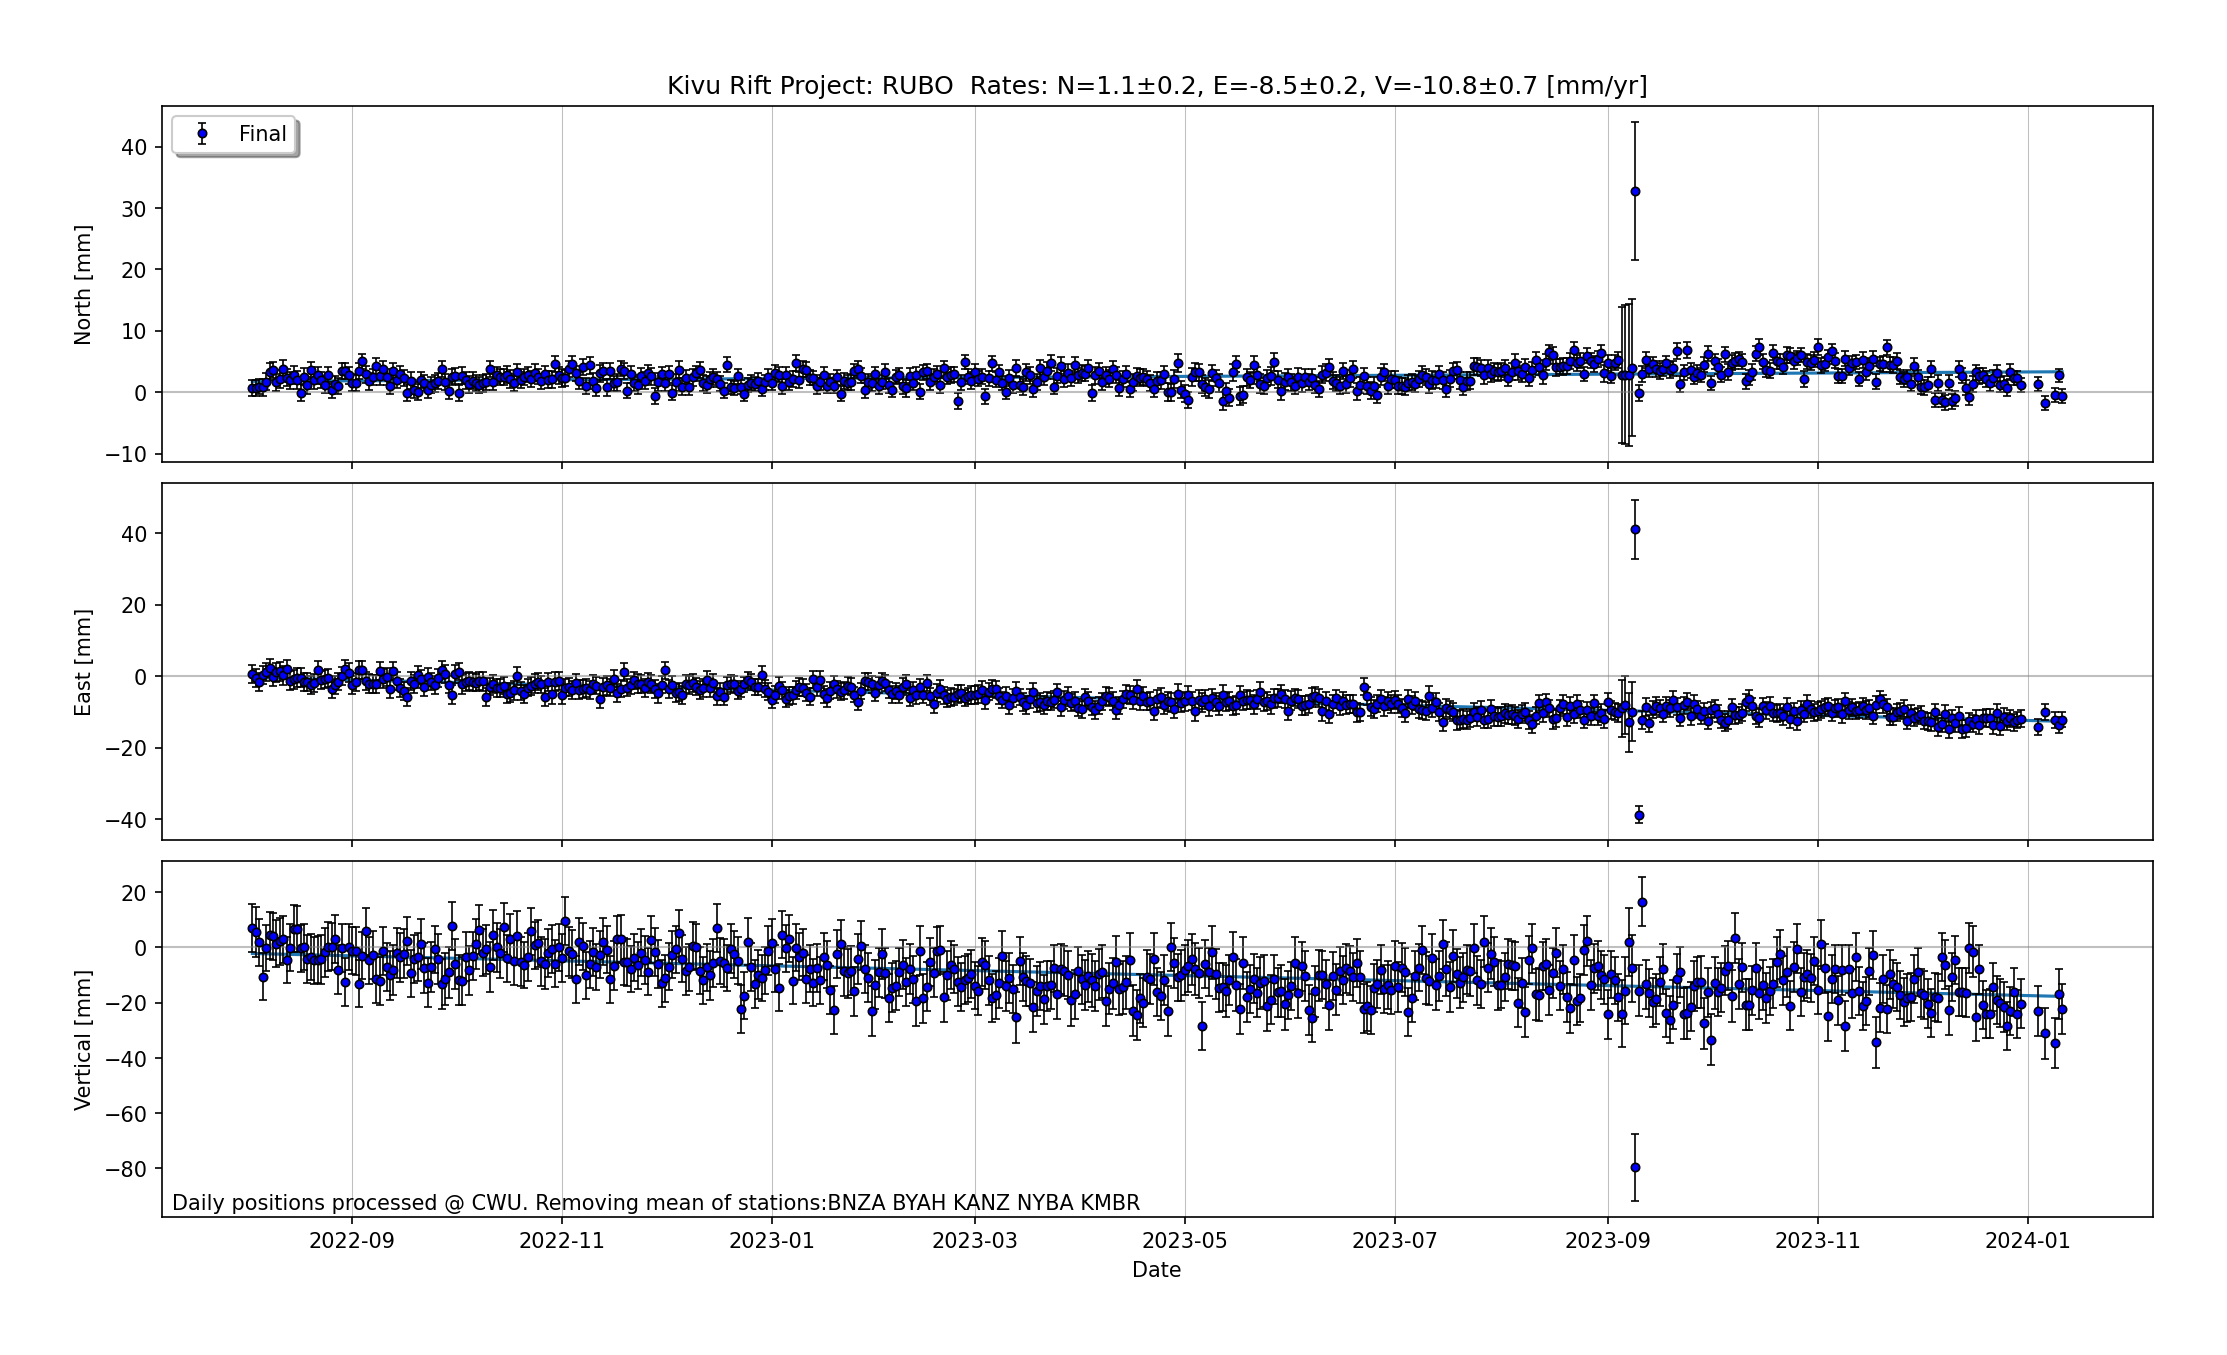 Kivu Rift Project: RUBO  Rates: N=1.1±0.2, E=-8.5±0.2, V=-10.8±0.7 [mm/yr]
Final
North [mm]
40
30
20
10
0
−10
East [mm]
40
20
0
−20
−40
Vertical [mm]
20
0
−20
−40
−60
−80
Daily positions processed @ CWU. Removing mean of stations:BNZA BYAH KANZ NYBA KMBR
2022-09 2022-11 2023-01 2023-03 2023-05 2023-07 2023-09 2023-11 2024-01
Date